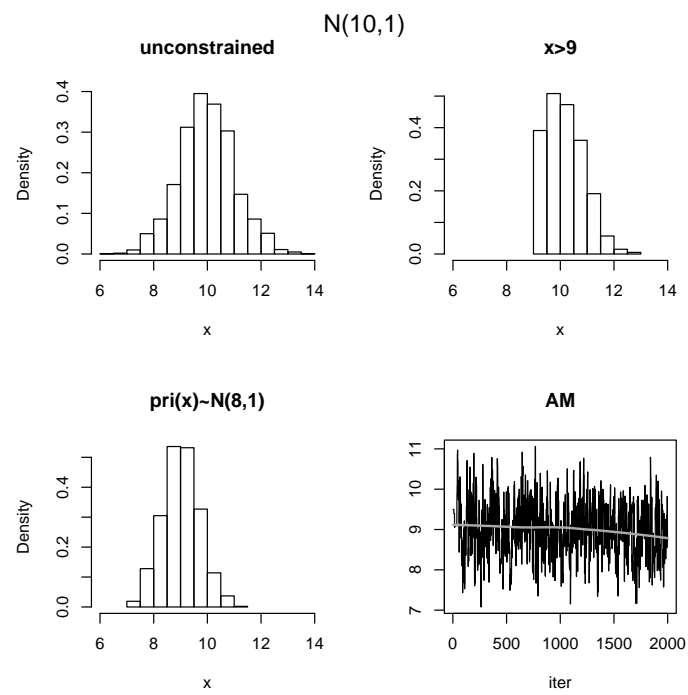 N(10,1)
unconstrained
Density
0.0 0.1 0.2 0.3 0.4
6 8 10 12 14
x
x>9
Density
0.0 0.2 0.4
6 8 10 12 14
x
pri(x)~N(8,1)
Density
0.0 0.2 0.4
6 8 10 12 14
x
AM
7 8 9 10 11
0 500 1000 1500 2000
iter